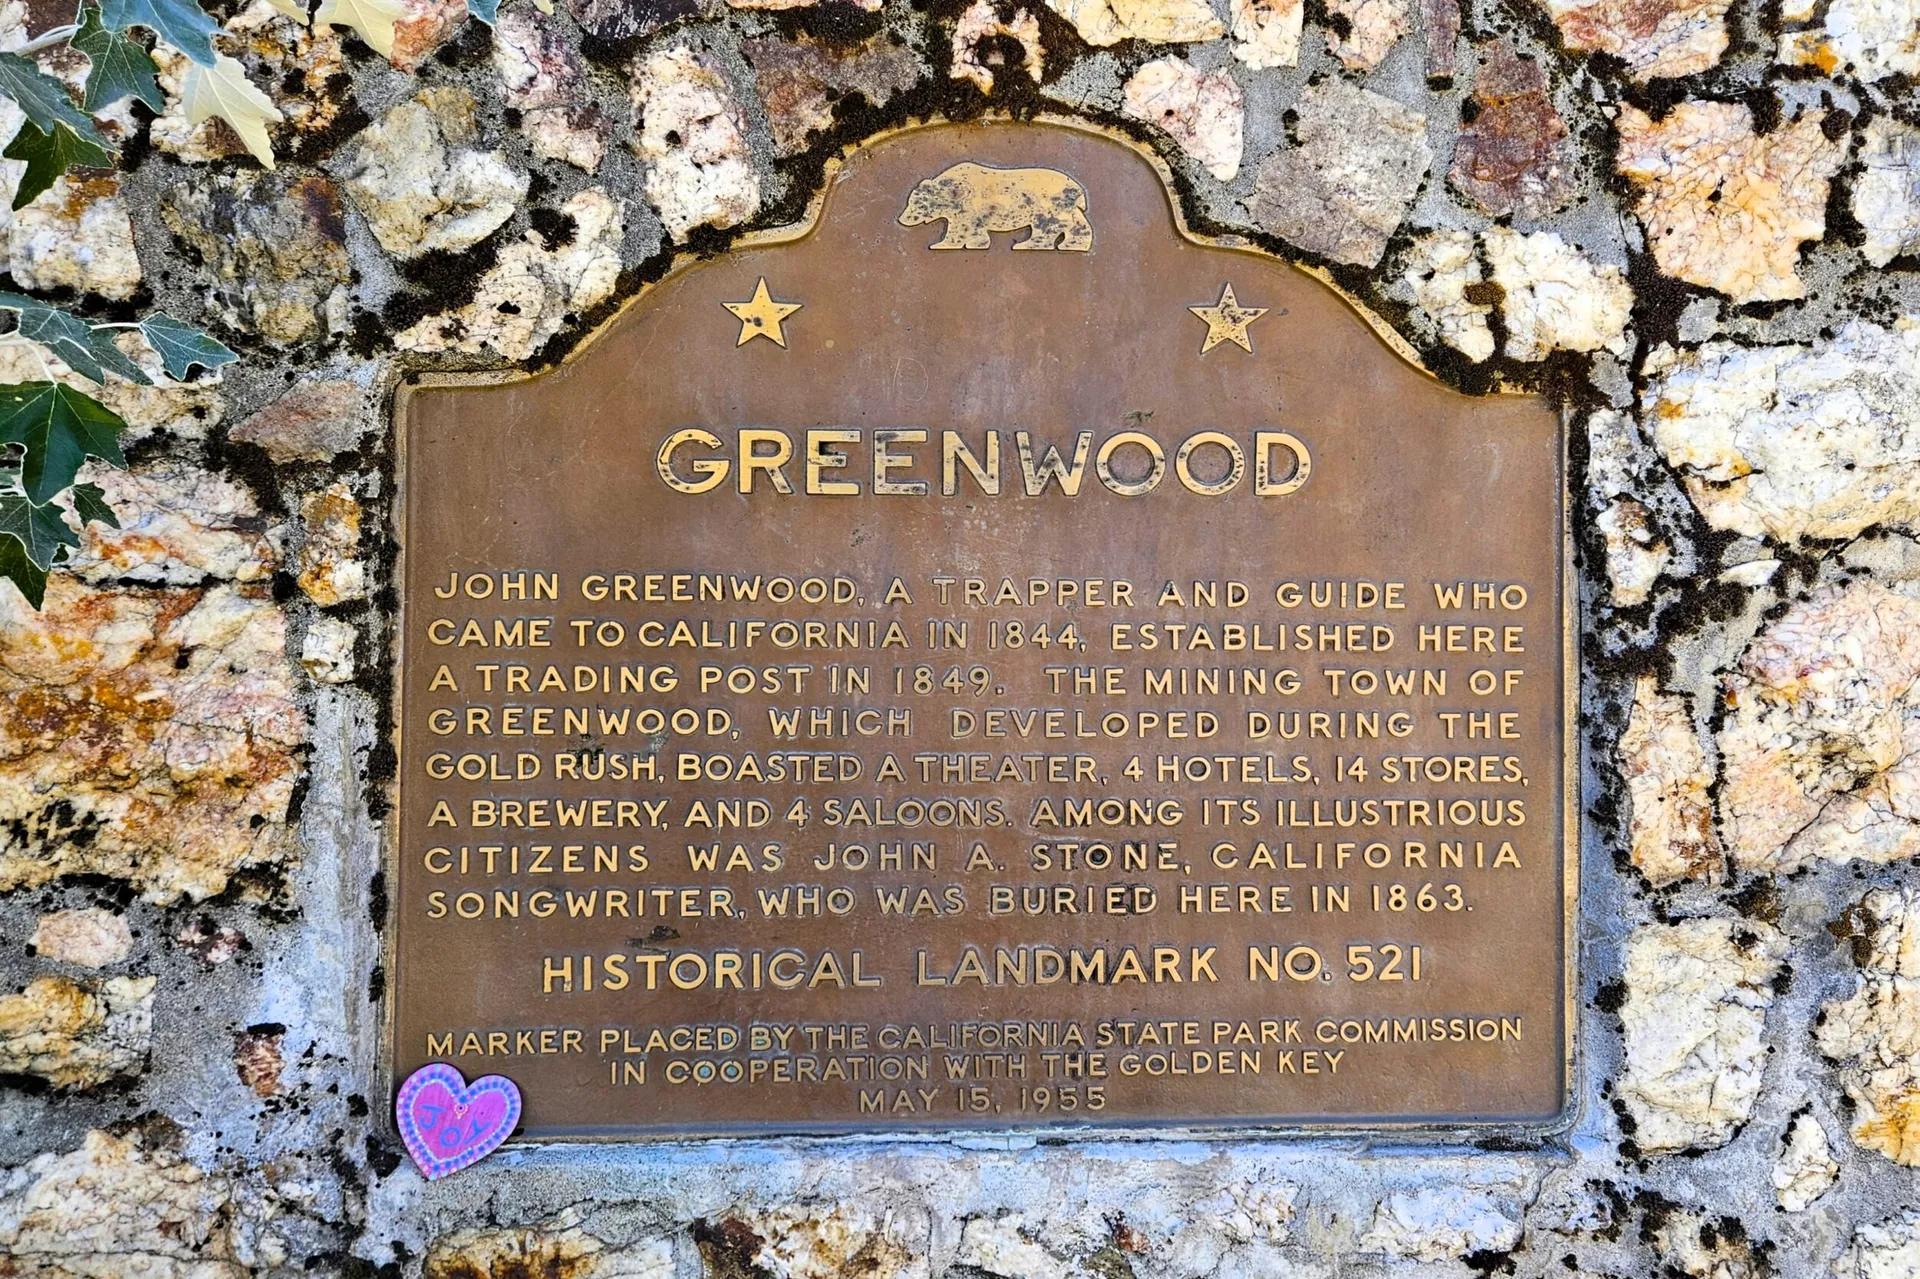 GREENWOOD
JOHN GREENWOOD, A TRAPPER AND GUIDE WHO
CAME TO CALIFORNIA IN 1844, ESTABLISHED HERE
A TRADING POST IN 1849. THE MINING TOWN OF
GREENWOOD, WHICH DEVELOPED DURING THE
GOLD RUSH, BOASTED A THEATER, 4 HOTELS, 14 STORES,
A BREWERY, AND 4 SALOONS. AMONG ITS ILLUSTRIOUS
CITIZENS WAS JOHN A. STONE, CALIFORNIA
SONGWRITER, WHO WAS BURIED HERE IN 1863.
HISTORICAL LANDMARK NO. 521
MARKER PLACED BY THE CALIFORNIA STATE PARK COMMISSION
IN COOPERATION WITH THE GOLDEN KEY
MAY 15, 1955
JOY